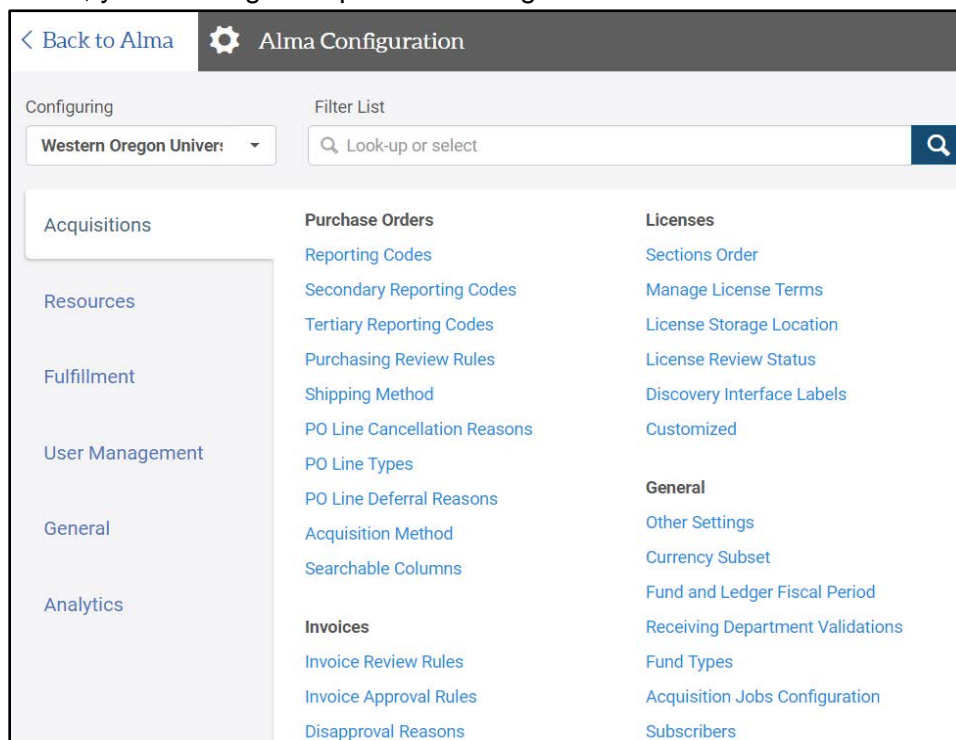 < Back to Alma
Alma Configuration
Configuring
Filter List
Western Oregon Univers
Look-up or select
Acquisitions
Resources
Fulfillment
User Management
General
Analytics
Purchase Orders
Reporting Codes
Secondary Reporting Codes
Tertiary Reporting Codes
Purchasing Review Rules
Shipping Method
PO Line Cancellation Reasons
PO Line Types
PO Line Deferral Reasons
Acquisition Method
Searchable Columns
Invoices
Invoice Review Rules
Invoice Approval Rules
Disapproval Reasons
Licenses
Sections Order
Manage License Terms
License Storage Location
License Review Status
Discovery Interface Labels
Customized
General
Other Settings
Currency Subset
Fund and Ledger Fiscal Period
Receiving Department Validations
Fund Types
Acquisition Jobs Configuration
Subscribers